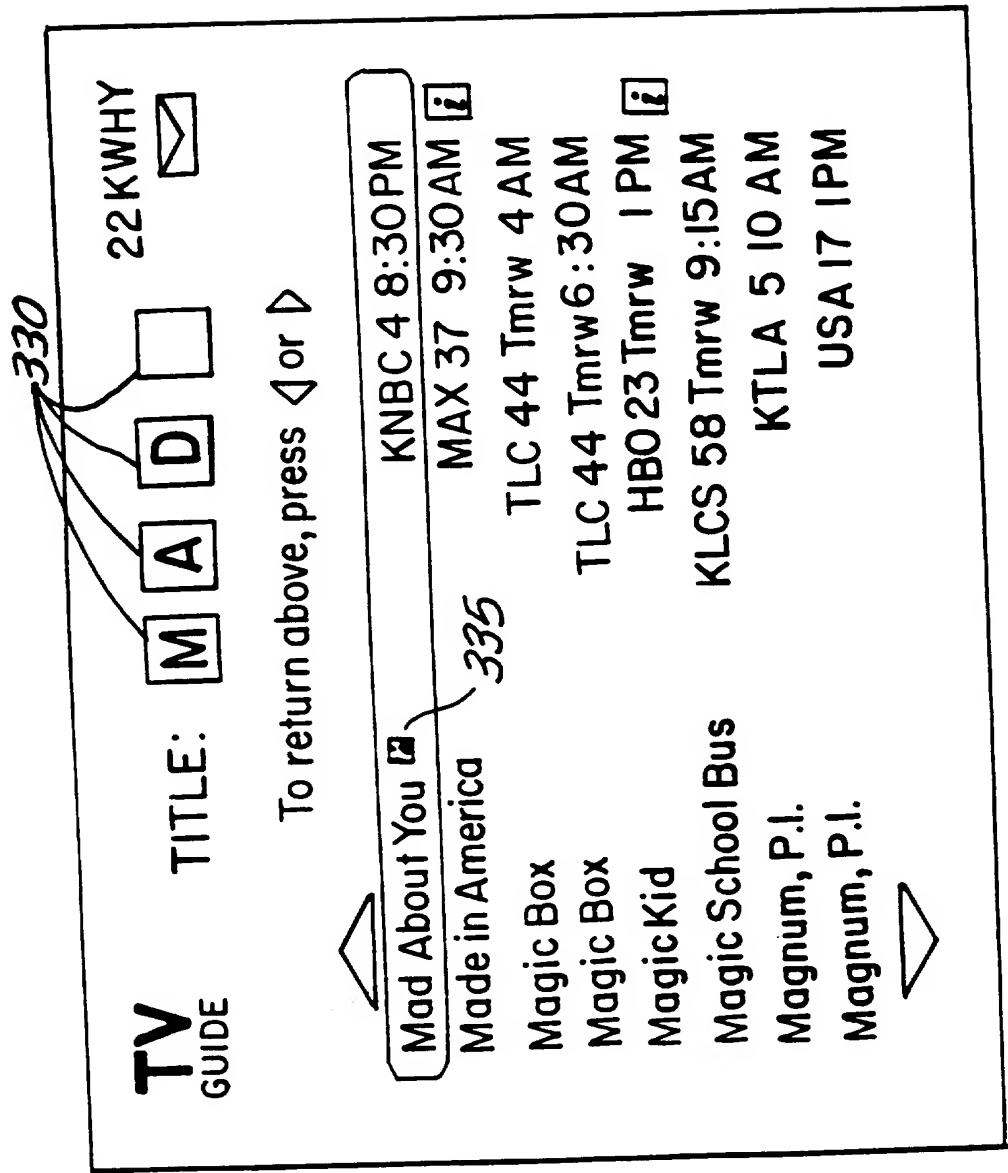 330
TV GUIDE TITLE: M A D 22 KWHY
To return above, press ◁ or ▷
Mad About You KNBC 4 8:30PM
335
Made in America MAX 37 9:30AM i
Magic Box TLC 44 Tmrw 4 AM
Magic Box TLC 44 Tmrw 6:30AM
Magic Kid HBO 23 Tmrw 1 PM i
Magic School Bus KLCS 58 Tmrw 9:15AM
Magnum, P.I. KTLA 5 10 AM
Magnum, P.I. USA 17 1PM